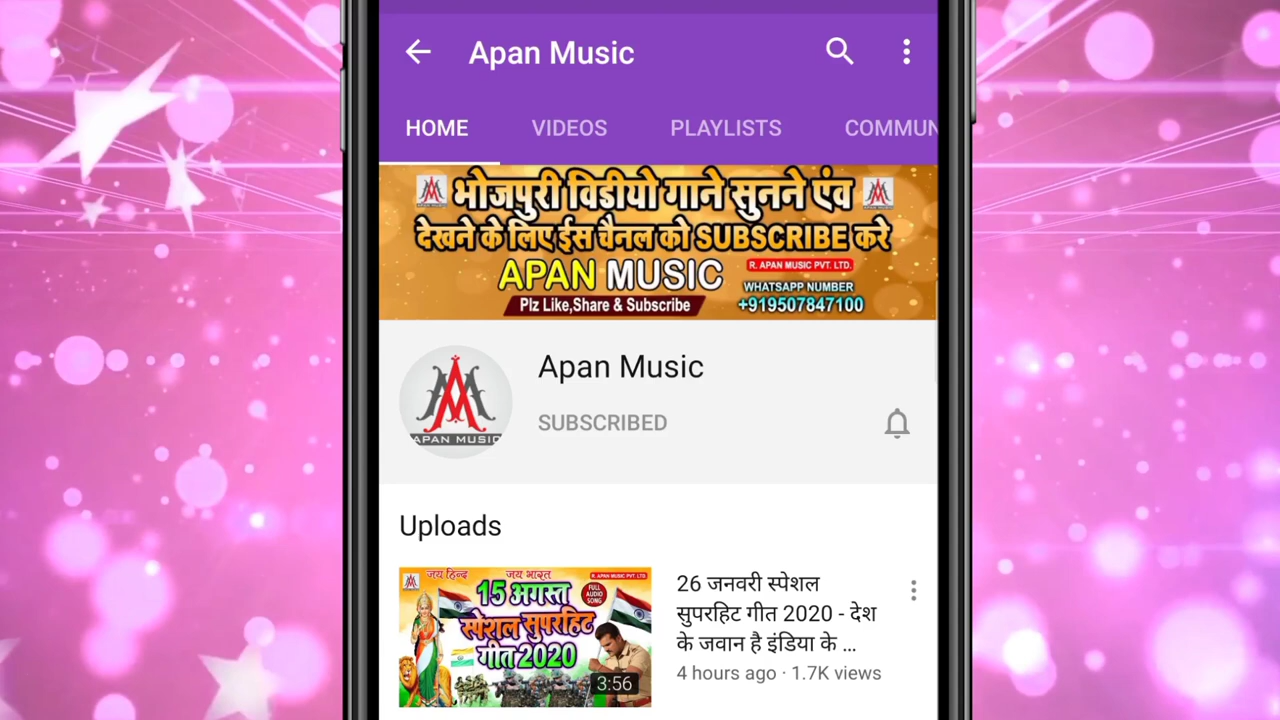 Apan Music
HOME VIDEOS PLAYLISTS COMMUN
भोजपुरी विडीयो गाने सुनने एंव
देखने के लिए ईस चैनल को SUBSCRIBE करे
APAN MUSIC
R. APAN MUSIC PVT. LTD.
WHATSAPP NUMBER
+919507847100
Plz Like,Share & Subscribe
Apan Music
SUBSCRIBED
APAN MUSIC
Uploads
जय हिन्द जय भारत
R. APAN MUSIC PVT. LTD
15 अगस्त
FULL
AUDIO
SONG
स्पेशल सुपरहिट
गीत 2020
3:56
26 जनवरी स्पेशल
सुपरहिट गीत 2020 - देश
के जवान है इंडिया के ...
4 hours ago · 1.7K views